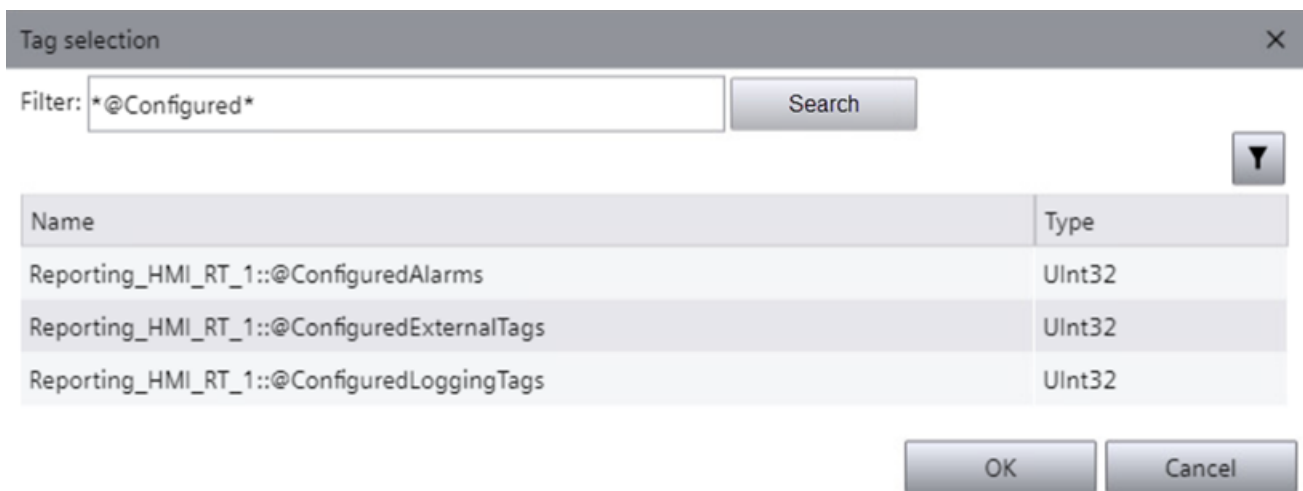 Tag selection
Filter: *@Configured* Search
Name Type
Reporting_HMI_RT_1::@ConfiguredAlarms UInt32
Reporting_HMI_RT_1::@ConfiguredExternalTags UInt32
Reporting_HMI_RT_1::@ConfiguredLoggingTags UInt32
OK Cancel